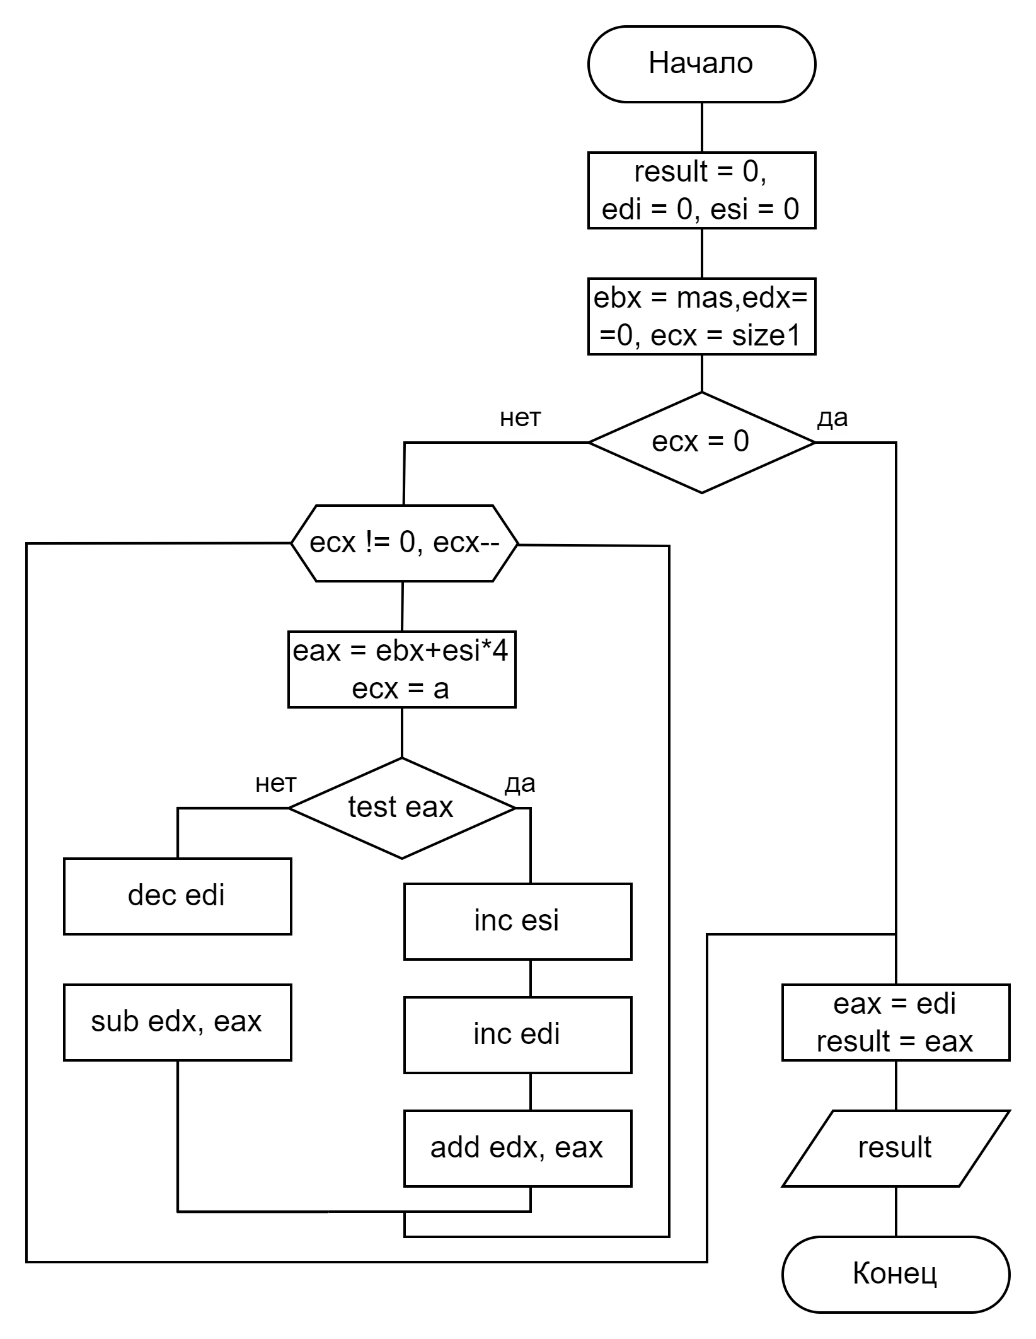 Начало
result = 0,
edi = 0, esi = 0
ebx = mas,edx=
=0, ecx = size1
нет
да
ecx = 0
ecx != 0, ecx--
eax = ebx+esi*4
ecx = a
нет
да
test eax
dec edi
inc esi
sub edx, eax
inc edi
add edx, eax
eax = edi
result = eax
result
Конец